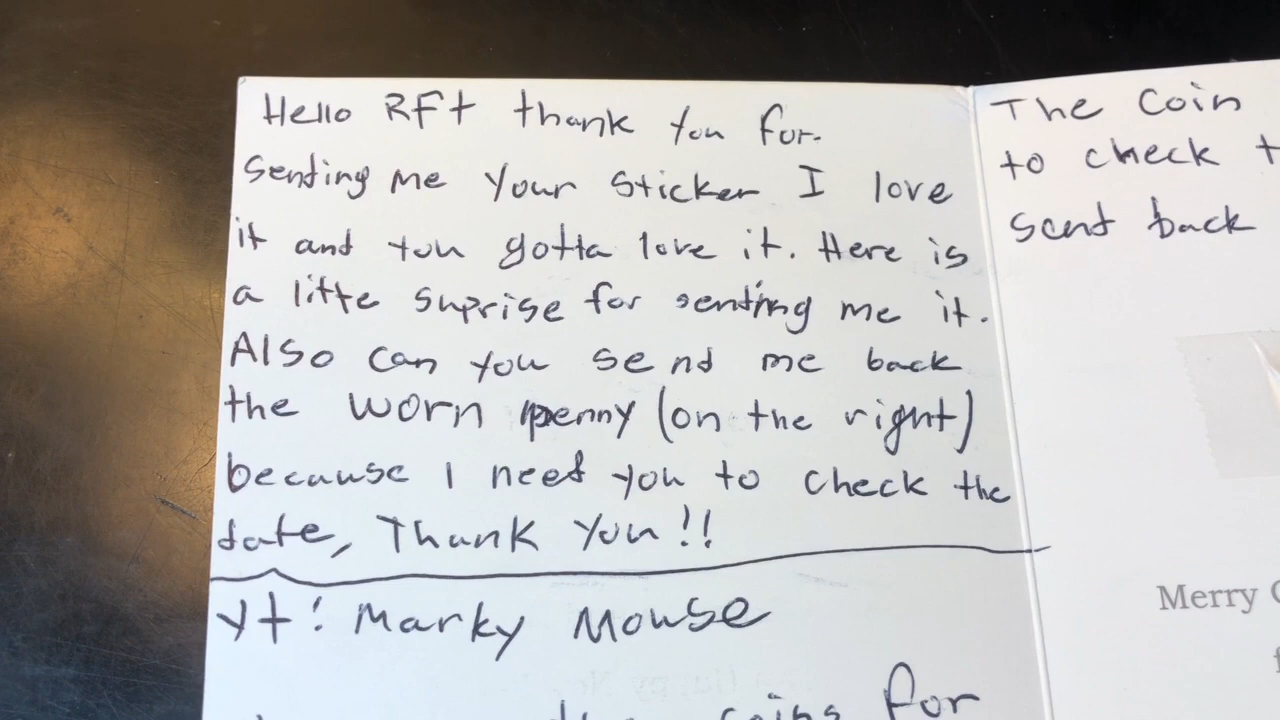 Hello RFt thank you for.
Sending me your sticker I love
it and you gotta love it. Here is
a litte suprise for sending me it.
Also can you send me back
the worn penny (on the right)
because I need you to check the
date, Thank You!!
yt: Marky Mouse
coins for
The Coin
to check t
sent back
Merry C
f